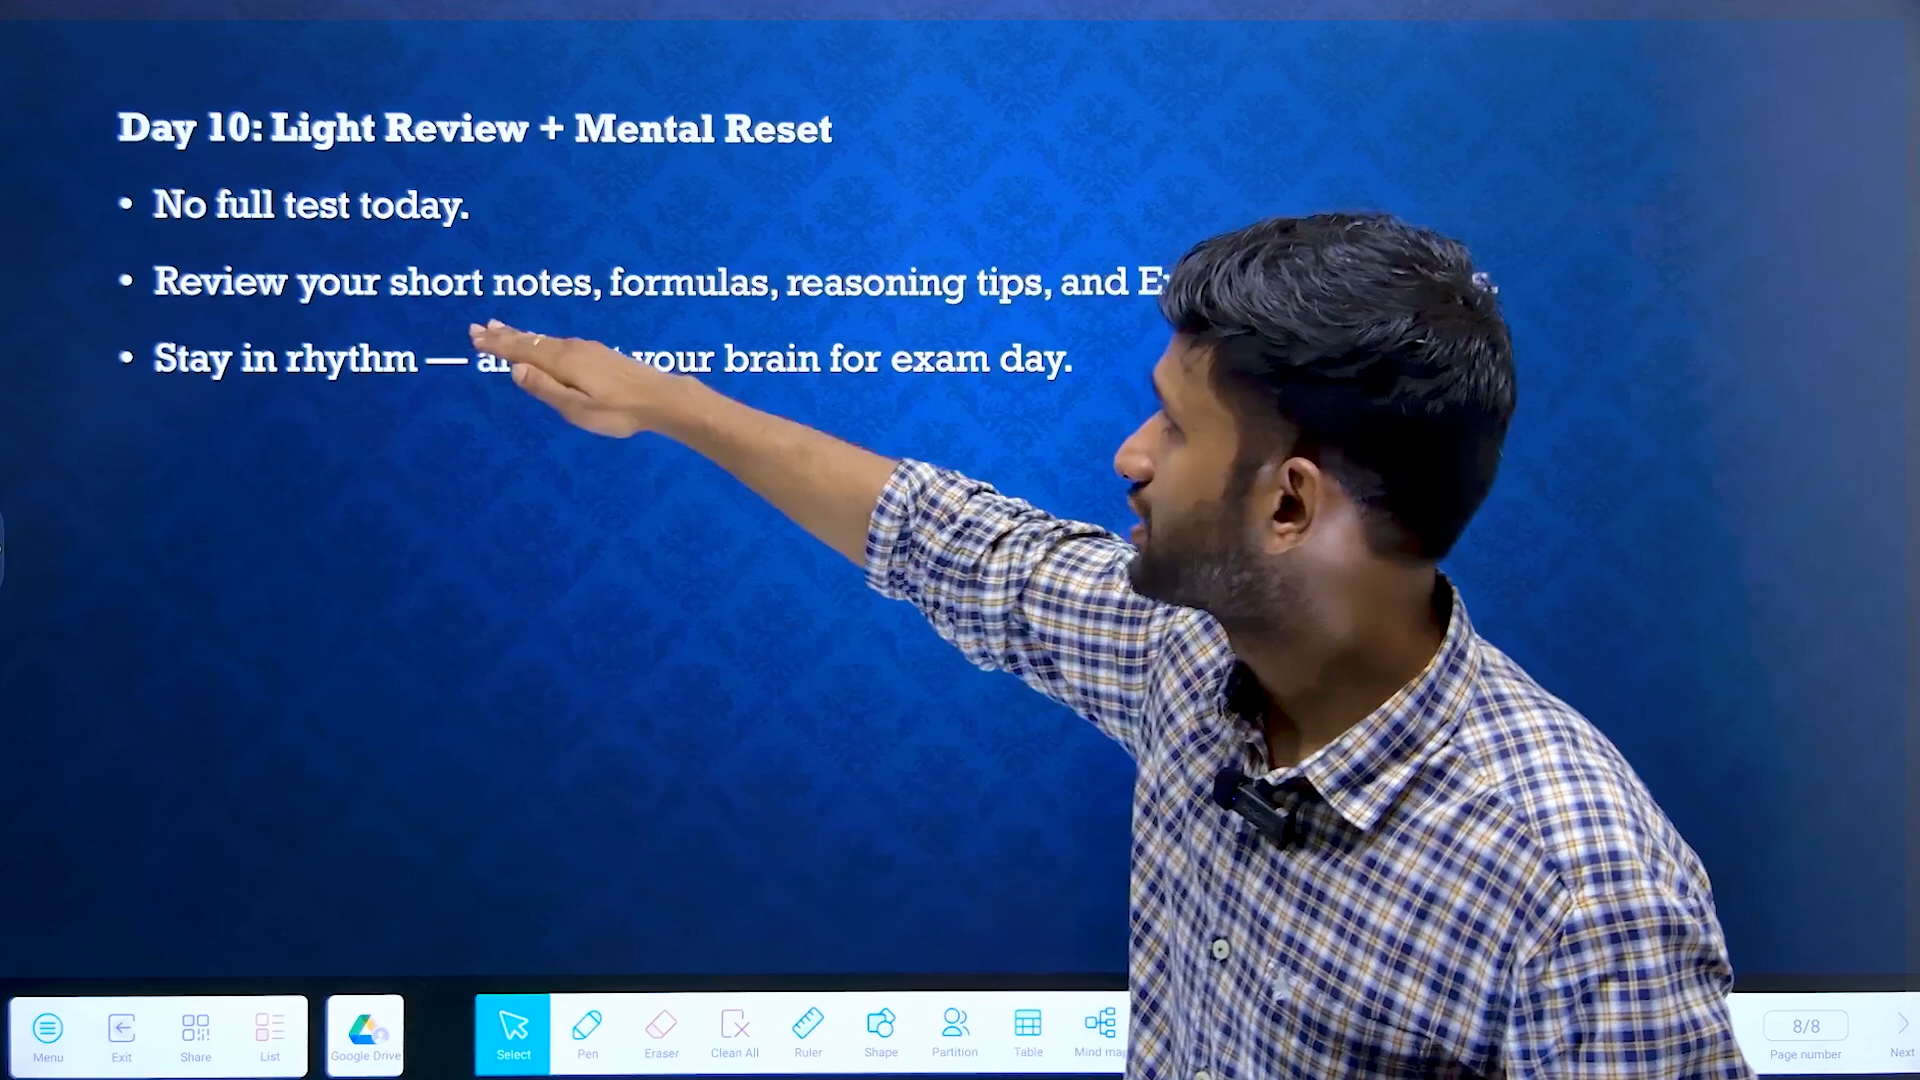 Day 10: Light Review + Mental Reset
• No full test today.
• Review your short notes, formulas, reasoning tips, and
• Stay in rhythm — your brain for exam day.
Menu Exit Share List Google Drive Select Pen Eraser Clean All Ruler Shape Partition Table Mind 8/8 Page number Next